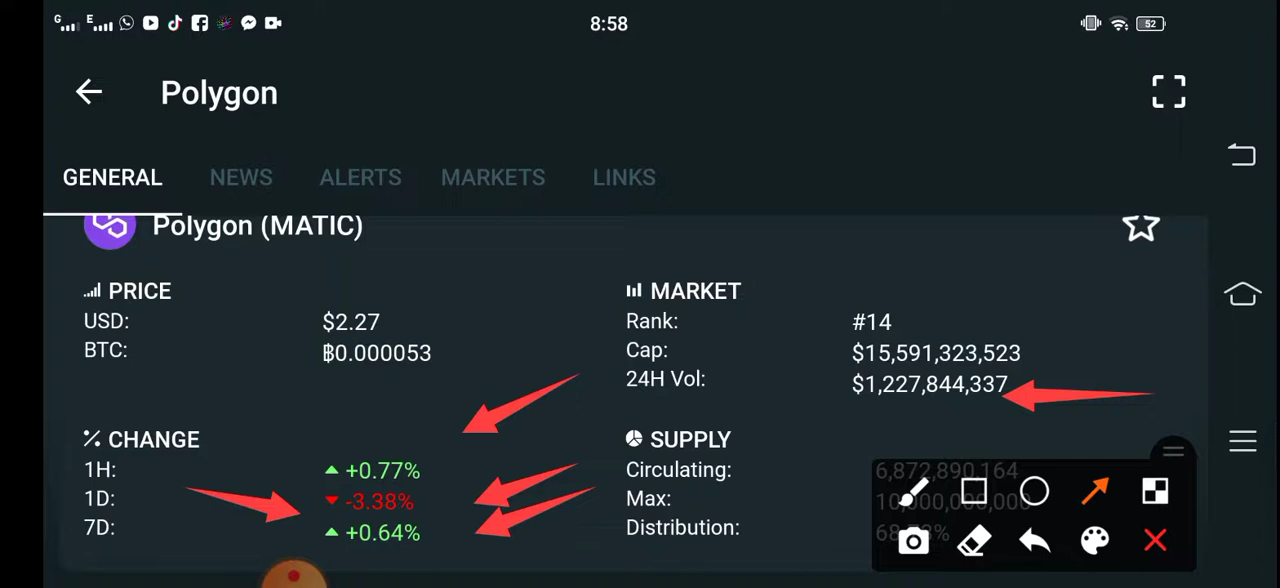 G E 8:58 52
Polygon
GENERAL NEWS ALERTS MARKETS LINKS
Polygon (MATIC)
PRICE
USD: $2.27
BTC: ₿0.000053
MARKET
Rank: #14
Cap: $15,591,323,523
24H Vol: $1,227,844,337
CHANGE
1H: +0.77%
1D: -3.38%
7D: +0.64%
SUPPLY
Circulating: 6,872,890,164
Max: 10,000,000,000
Distribution: